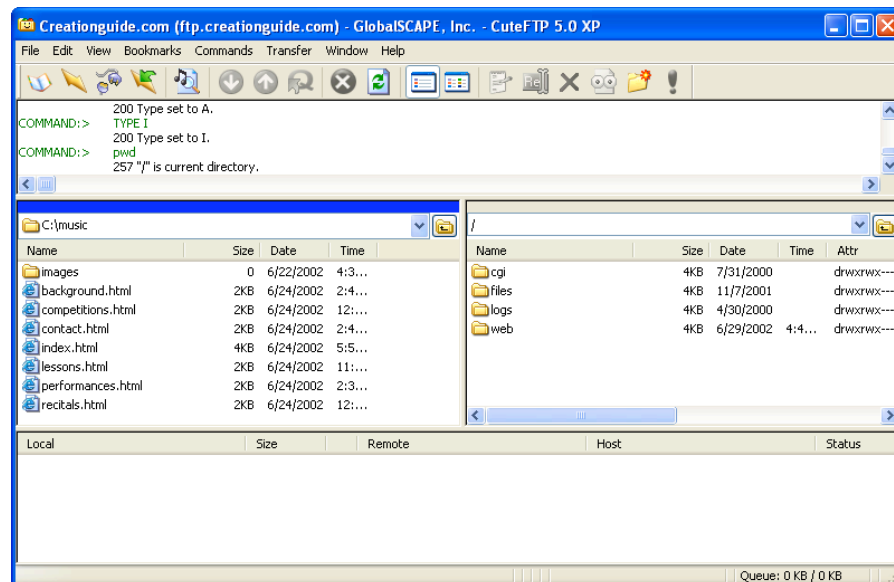 Creationguide.com (ftp.creationguide.com) - GlobalSCAPE, Inc. - CuteFTP 5.0 XP
File Edit View Bookmarks Commands Transfer Window Help
200 Type set to A.
COMMAND:> TYPE I
200 Type set to I.
COMMAND:> pwd
257 "/" is current directory.
C:\music
Name Size Date Time
images 0 6/22/2002 4:3...
background.html 2KB 6/24/2002 2:4...
competitions.html 2KB 6/24/2002 12:...
contact.html 2KB 6/24/2002 2:4...
index.html 4KB 6/24/2002 5:5...
lessons.html 2KB 6/24/2002 11:...
performances.html 2KB 6/24/2002 2:3...
recitals.html 2KB 6/24/2002 12:...
/
Name Size Date Time Attr
cgi 4KB 7/31/2000 drwxrwx---
files 4KB 11/7/2001 drwxrwx---
logs 4KB 4/30/2000 drwxrwx---
web 4KB 6/29/2002 4:4... drwxrwx---
Local Size Remote Host Status
Queue: 0 KB / 0 KB